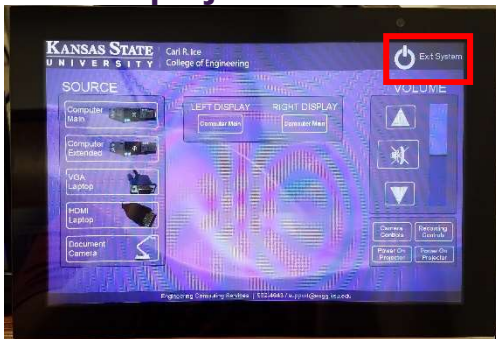 KANSAS STATE
UNIVERSITY
Carl R. Ice
College of Engineering
Exit System
SOURCE
Computer
Main
Computer
Extended
VGA
Laptop
HDMI
Laptop
Document
Camera
LEFT DISPLAY
Computer Main
RIGHT DISPLAY
Computer Main
VOLUME
Camera
Controls
Recording
Controls
Power On
Projector
Power On
Projector
Engineering Computing Services